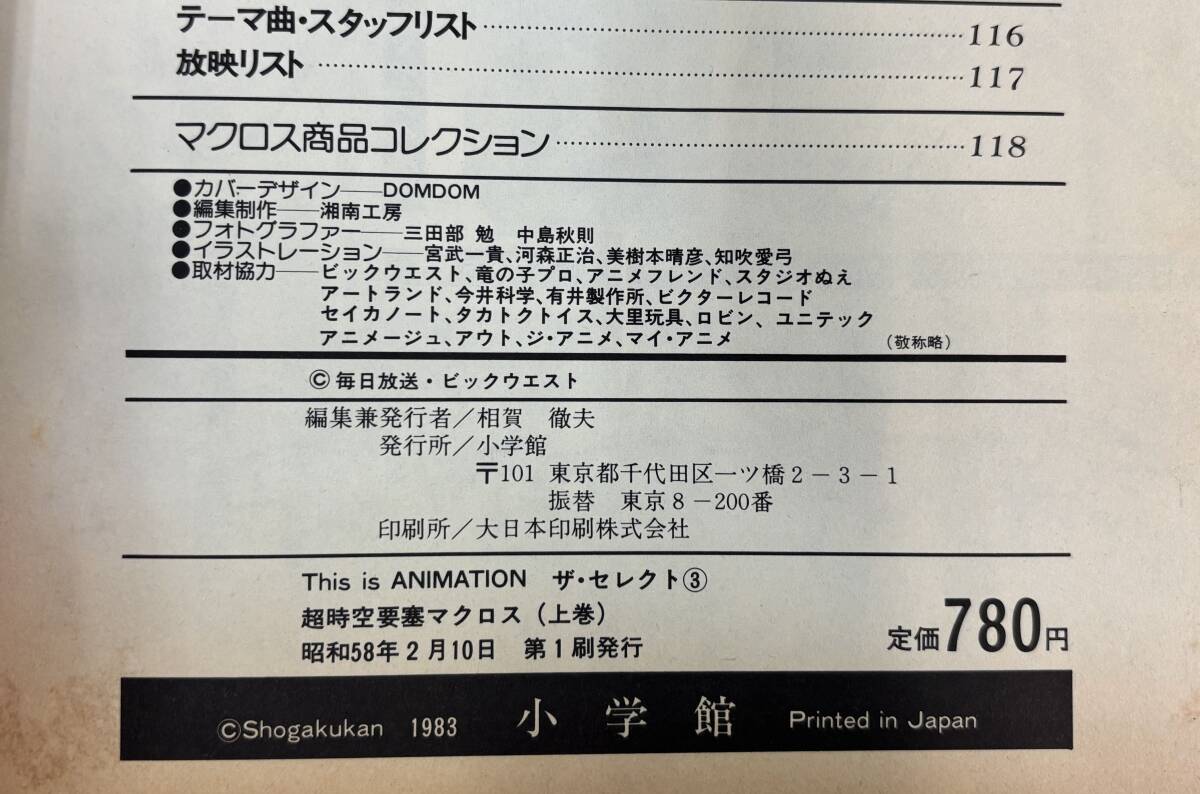 テーマ曲・スタッフリスト……………………………116
放映リスト……………………………………………117
マクロス商品コレクション……………………………118
●カバーデザイン――DOMDOM
●編集制作――湘南工房
●フォトグラファー――三田部 勉　中島秋則
●イラストレーション――宮武一貴、河森正治、美樹本晴彦、知吹愛弓
●取材協力――ビックウエスト、竜の子プロ、アニメフレンド、スタジオぬえ
アートランド、今井科学、有井製作所、ビクターレコード
セイカノート、タカトクトイス、大里玩具、ロビン、ユニテック
アニメージュ、アウト、ジ・アニメ、マイ・アニメ
（敬称略）
©毎日放送・ビックウエスト
編集兼発行者／相賀　徹夫
発行所／小学館
〒101 東京都千代田区一ツ橋2－3－1
振替　東京8－200番
印刷所／大日本印刷株式会社
This is ANIMATION　ザ・セレクト③
超時空要塞マクロス（上巻）
昭和58年2月10日　第1刷発行
定価780円
©Shogakukan 1983　小学館　Printed in Japan